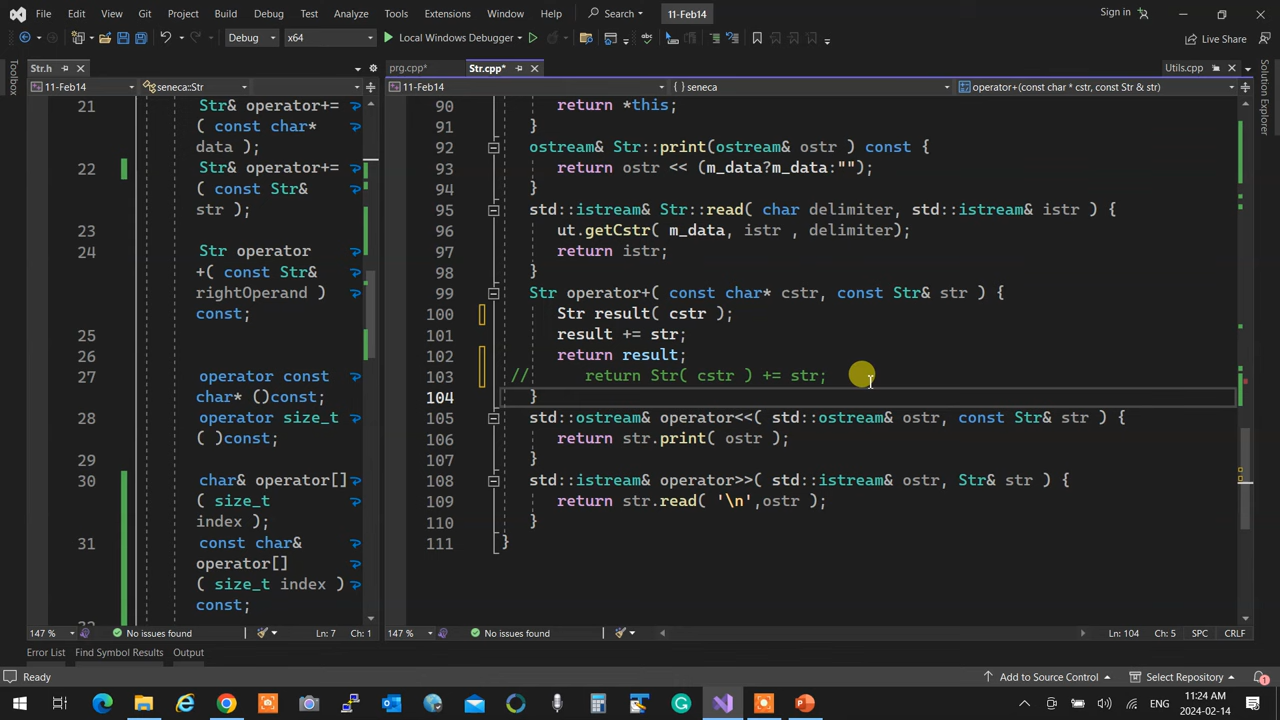 File Edit View Git Project Build Debug Test Analyze Tools Extensions Window Help Search 11-Feb14 Sign in
Debug x64 Local Windows Debugger Live Share
Toolbox
Str.h prg.cpp* Str.cpp* Utils.cpp
11-Feb14 seneca::Str 11-Feb14 { } seneca operator+(const char * cstr, const Str & str)
21 Str& operator+=
( const char*
data );
22 Str& operator+=
( const Str&
str );
23
24 Str operator
+( const Str&
rightOperand )
const;
25
26
27 operator const
char* ()const;
28 operator size_t
( )const;
29
30 char& operator[]
( size_t
index );
31 const char&
operator[]
( size_t index )
const;
90 return *this;
91 }
92 ostream& Str::print(ostream& ostr ) const {
93 return ostr << (m_data?m_data:"");
94 }
95 std::istream& Str::read( char delimiter, std::istream& istr ) {
96 ut.getCstr( m_data, istr , delimiter);
97 return istr;
98 }
99 Str operator+( const char* cstr, const Str& str ) {
100 Str result( cstr );
101 result += str;
102 return result;
103 // return Str( cstr ) += str;
104 }
105 std::ostream& operator<<( std::ostream& ostr, const Str& str ) {
106 return str.print( ostr );
107 }
108 std::istream& operator>>( std::istream& ostr, Str& str ) {
109 return str.read( '\n',ostr );
110 }
111 }
Solution Explorer
147 % No issues found Ln: 7 Ch: 1 147 % No issues found Ln: 104 Ch: 5 SPC CRLF
Error List Find Symbol Results Output
Ready Add to Source Control Select Repository 1
ENG 11:24 AM
2024-02-14